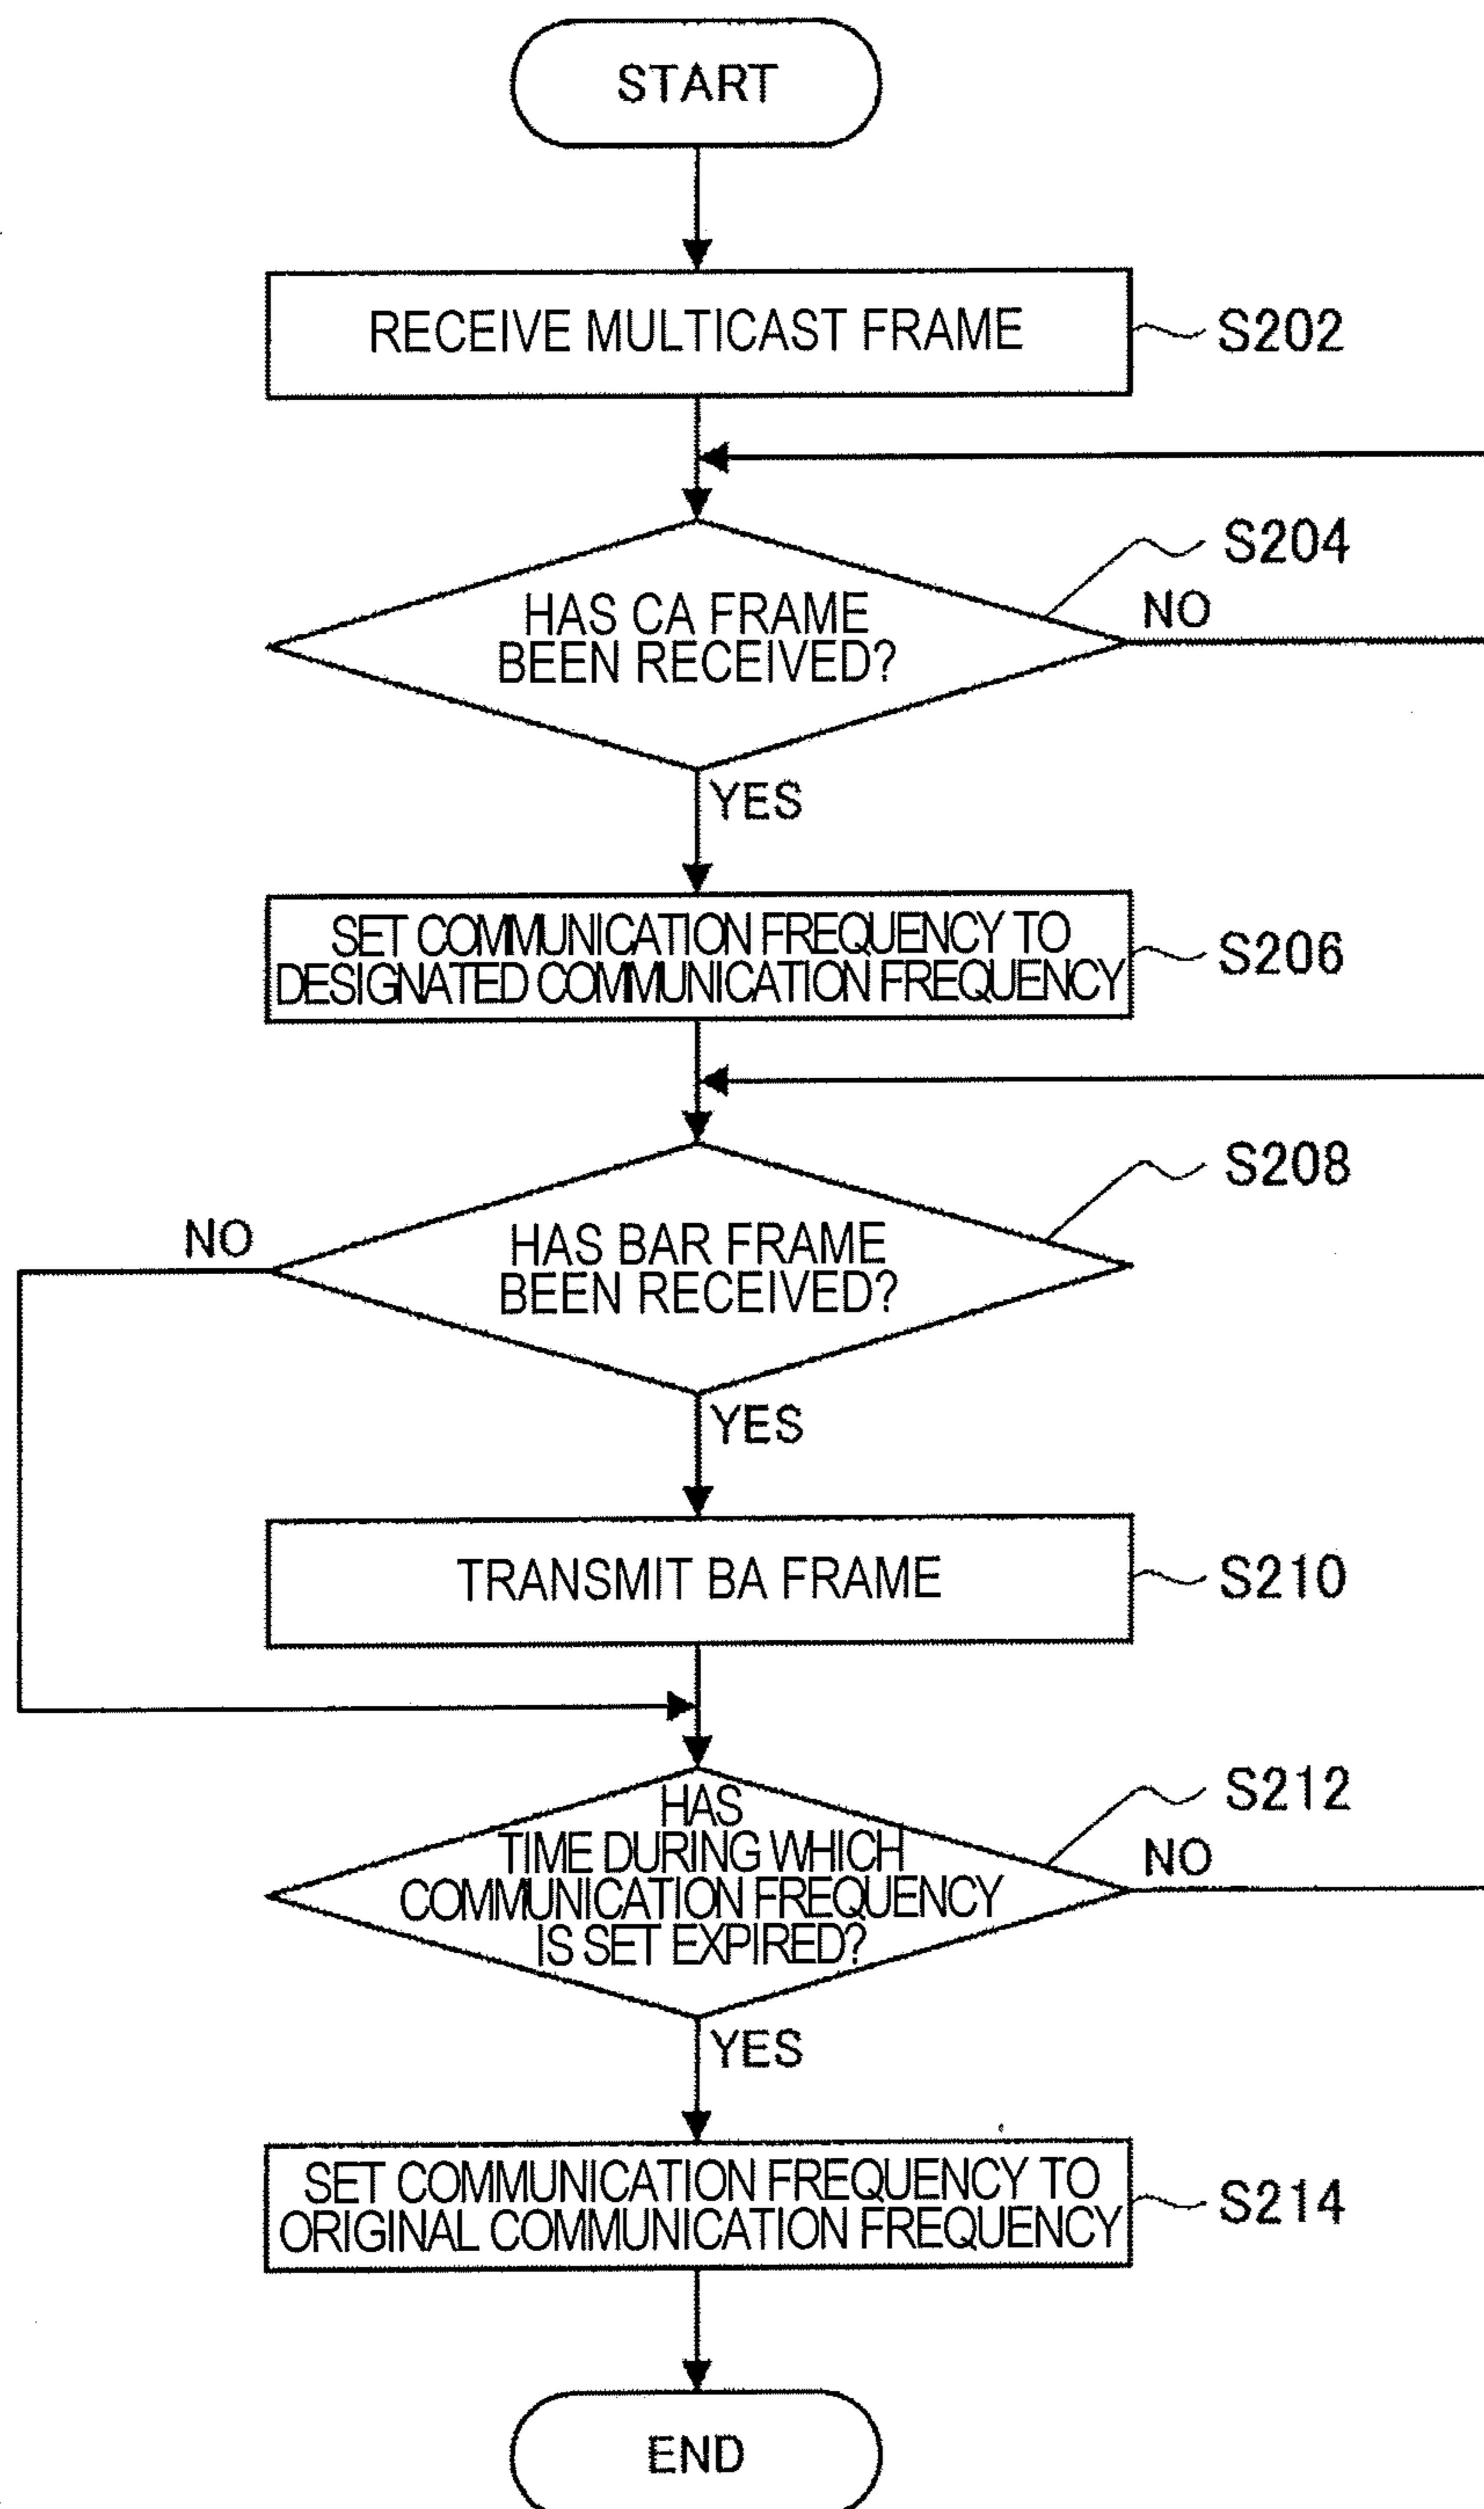 START
RECEIVE MULTICAST FRAME
S202
S204
HAS CA FRAME
BEEN RECEIVED?
NO
YES
SET COMMUNICATION FREQUENCY TO
DESIGNATED COMMUNICATION FREQUENCY
S206
S208
NO
HAS BAR FRAME
BEEN RECEIVED?
YES
TRANSMIT BA FRAME
S210
S212
HAS
TIME DURING WHICH
COMMUNICATION FREQUENCY
IS SET EXPIRED?
NO
YES
SET COMMUNICATION FREQUENCY TO
ORIGINAL COMMUNICATION FREQUENCY
S214
END